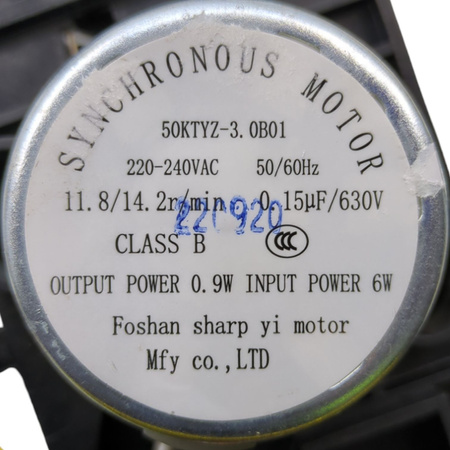 SYNCHRONOUS MOTOR
50KTYZ-3.0B01
220-240VAC 50/60Hz
11.8/14.2r/min. 0.15μF/630V
220920
CLASS B CCC
OUTPUT POWER 0.9W INPUT POWER 6W
Foshan sharp yi motor
Mfy co.,LTD